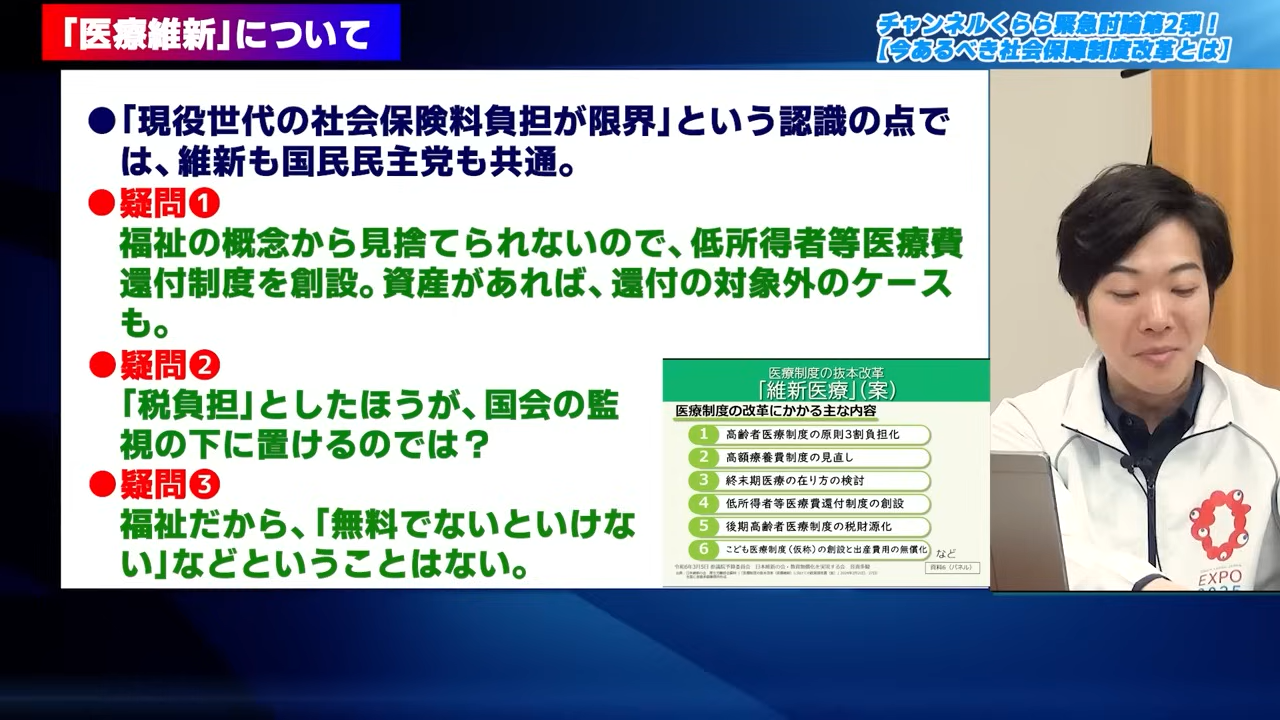 「医療維新」について
チャンネルくらら緊急討論第2弾！
【今あるべき社会保障制度改革とは】
●「現役世代の社会保険料負担が限界」という認識の点で
は、維新も国民民主党も共通。
●疑問❶
福祉の概念から見捨てられないので、低所得者等医療費
還付制度を創設。資産があれば、還付の対象外のケース
も。
●疑問❷
「税負担」としたほうが、国会の監
視の下に置けるのでは？
●疑問❸
福祉だから、「無料でないといけな
い」などということはない。
医療制度の抜本改革
「維新医療」（案）
医療制度の改革にかかる主な内容
1 高齢者医療制度の原則3割負担化
2 高額療養費制度の見直し
3 終末期医療の在り方の検討
4 低所得者等医療費還付制度の創設
5 後期高齢者医療制度の税財源化
6 こども医療制度（仮称）の創設と出産費用の無償化
など
資料6（パネル）
EXPO
2025